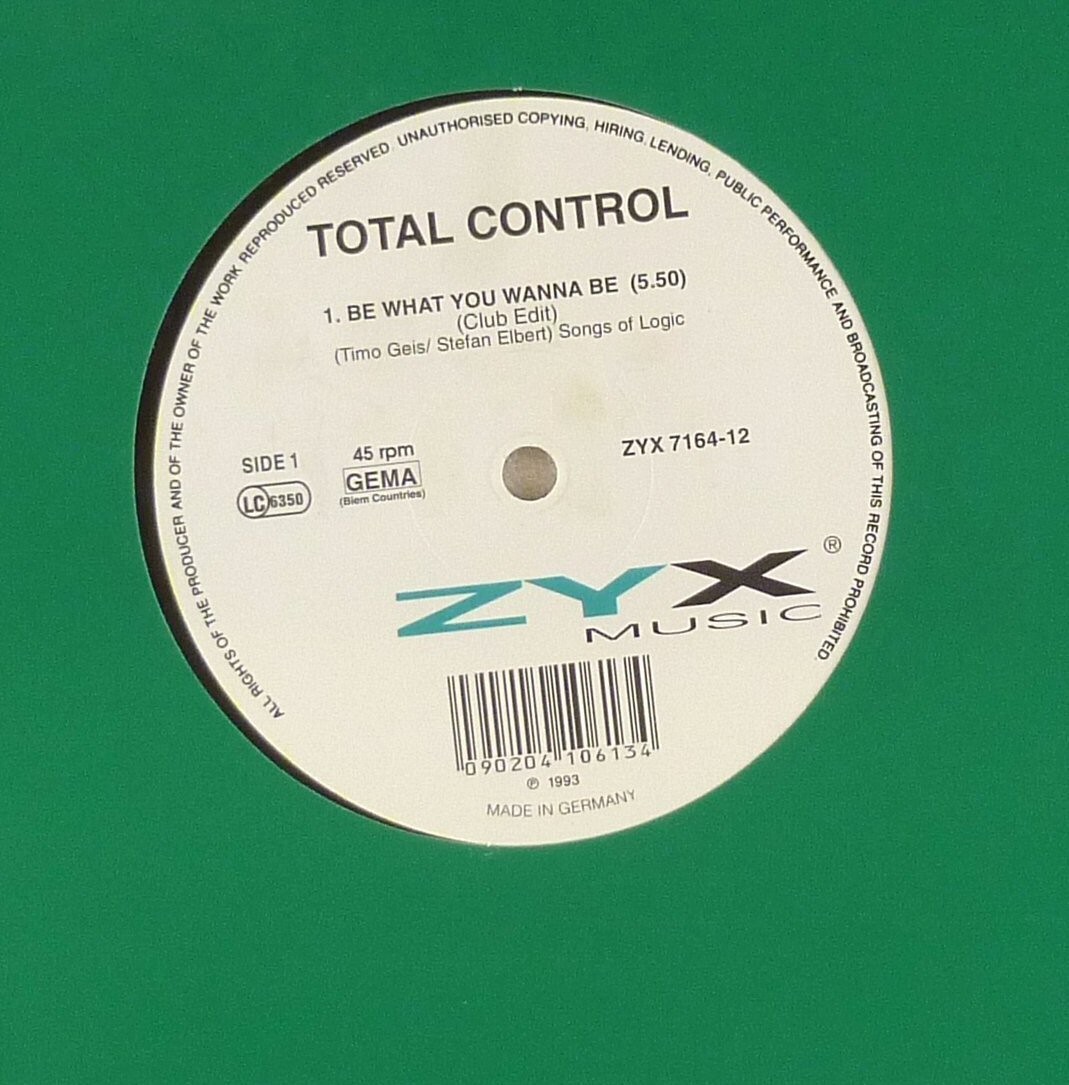 ALL RIGHTS OF THE PRODUCER AND OF THE OWNER OF THE WORK REPRODUCED RESERVED. UNAUTHORISED COPYING, HIRING, LENDING, PUBLIC PERFORMANCE AND BROADCASTING OF THIS RECORD PROHIBITED.
TOTAL CONTROL
1. BE WHAT YOU WANNA BE (5.50)
(Club Edit)
(Timo Geis/ Stefan Elbert) Songs of Logic
SIDE 1
LC 6350
45 rpm
GEMA
(Biem Countries)
ZYX 7164-12
ZYX ®
MUSIC
090204 106134
℗ 1993
MADE IN GERMANY